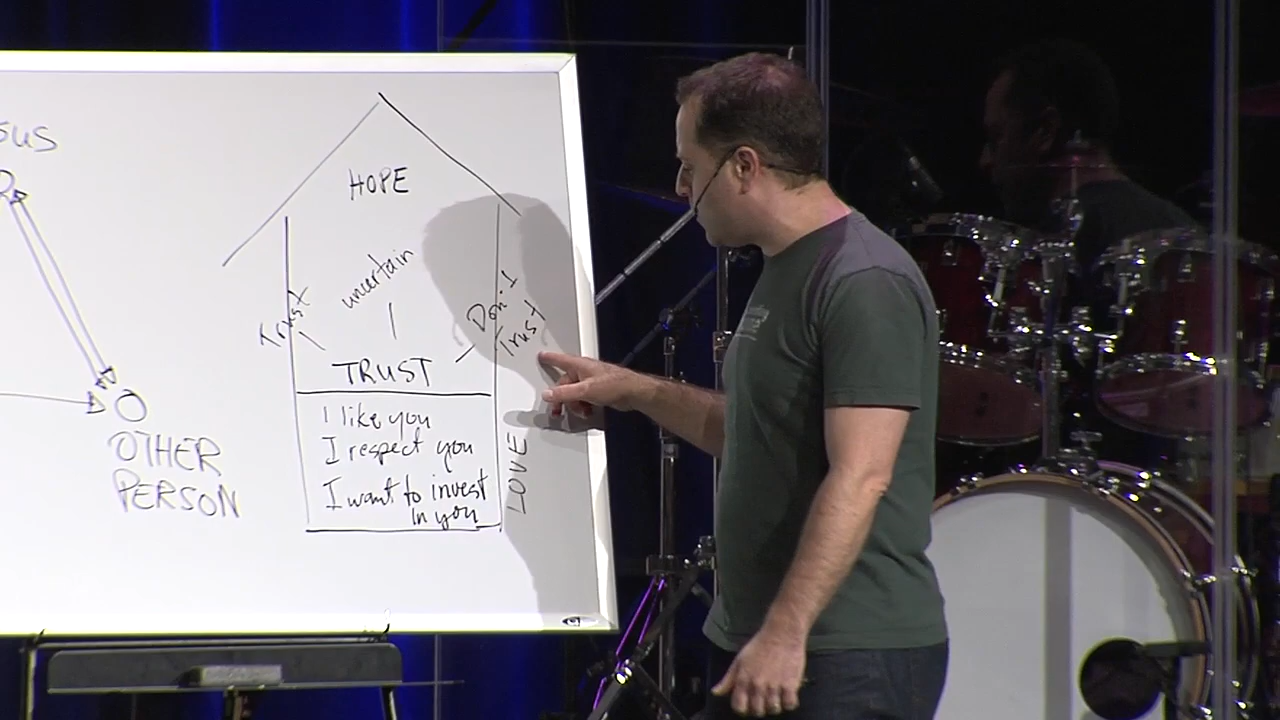 sus
OTHER
PERSON
HOPE
uncertain
Trust
Don't
Trust
TRUST
I like you
I respect you
I want to invest
in you
LOVE